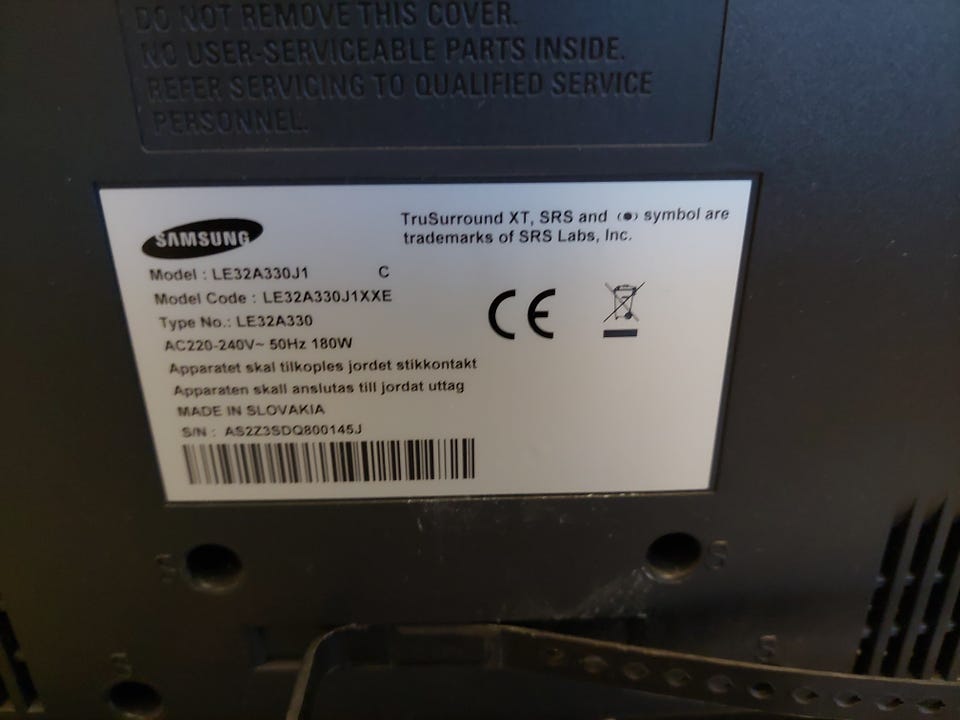 DO NOT REMOVE THIS COVER.
NO USER-SERVICEABLE PARTS INSIDE.
REFER SERVICING TO QUALIFIED SERVICE
PERSONNEL.
SAMSUNG
TruSurround XT, SRS and (●) symbol are
trademarks of SRS Labs, Inc.
Model : LE32A330J1 C
Model Code : LE32A330J1XXE
Type No.: LE32A330
AC220-240V~ 50Hz 180W
CE
Apparatet skal tilkoples jordet stikkontakt
Apparaten skall anslutas till jordat uttag
MADE IN SLOVAKIA
S/N : AS2Z3SDQ800145J
S
S
S
S